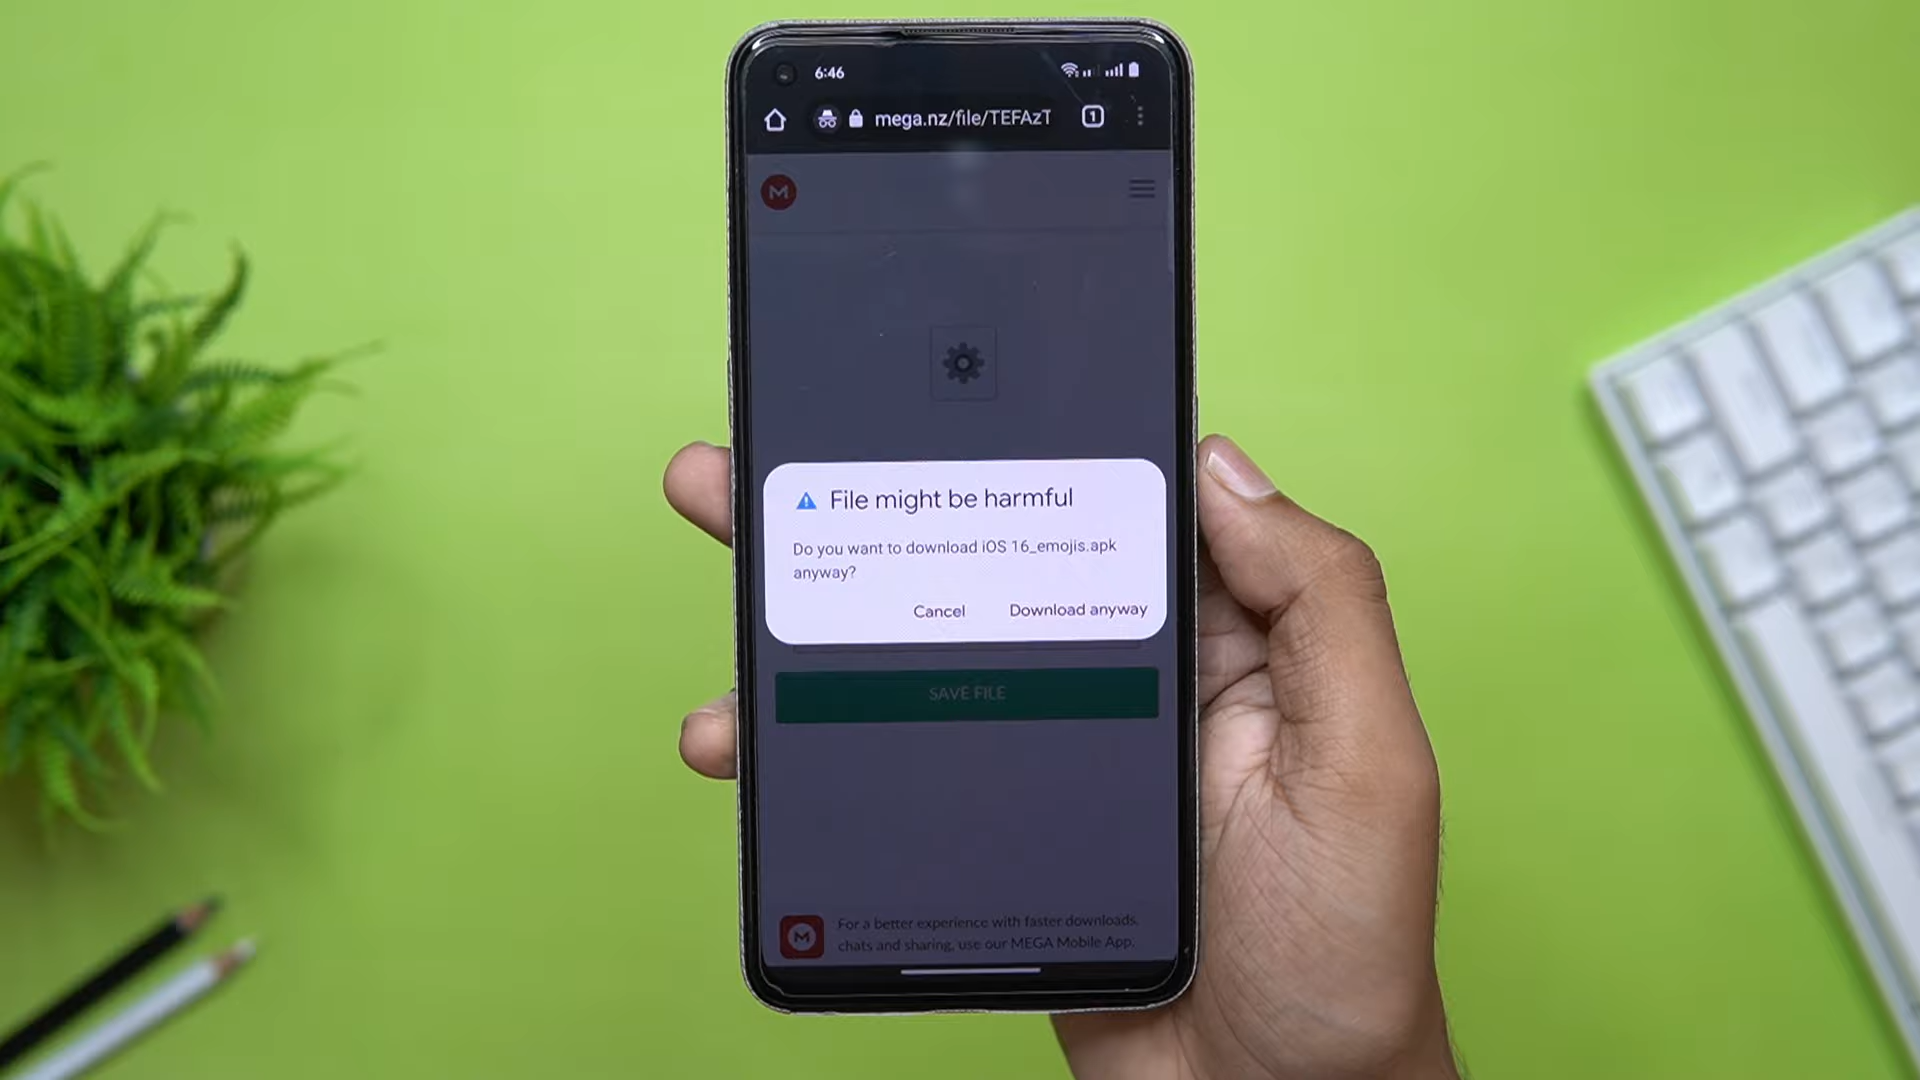 6:46
mega.nz/file/TEFAzT
1
M
File might be harmful
Do you want to download iOS 16_emojis.apk
anyway?
Cancel
Download anyway
SAVE FILE
M
For a better experience with faster downloads,
chats and sharing, use our MEGA Mobile App.